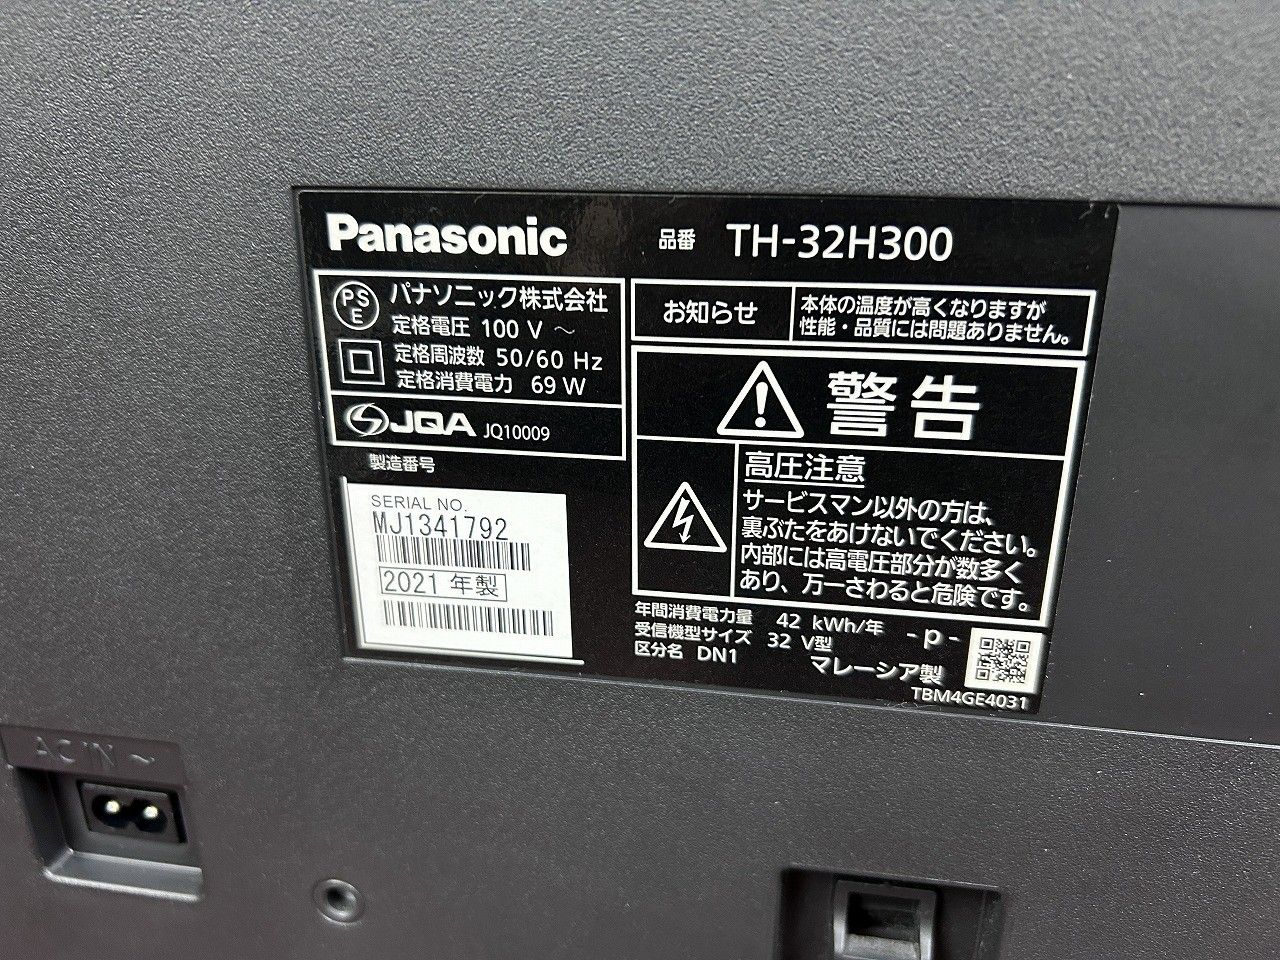 Panasonic
品番 TH-32H300
PS
E
パナソニック株式会社
定格電圧 100 V ～
定格周波数 50/60 Hz
定格消費電力 69 W
JQA JQ10009
製造番号
SERIAL NO.
MJ1341792
2021 年製
お知らせ
本体の温度が高くなりますが
性能・品質には問題ありません。
警告
高圧注意
サービスマン以外の方は、
裏ぶたをあけないでください。
内部には高電圧部分が数多く
あり、万一さわると危険です。
年間消費電力量 42 kWh/年
受信機型サイズ 32 V型
区分名 DN1
-p-
マレーシア製
TBM4GE4031
AC IN ～